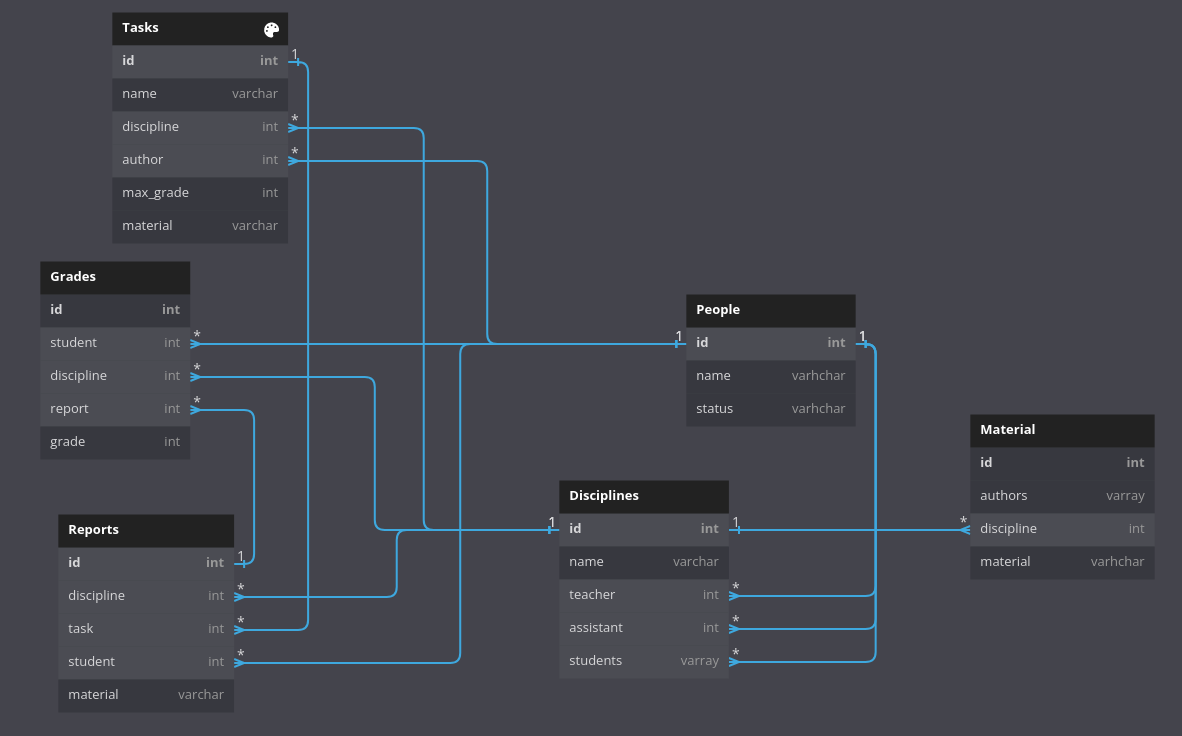 Tasks
id int 1
name varchar
discipline int *
author int *
max_grade int
material varchar
Grades
id int
student int *
discipline int *
report int *
grade int
Reports
id int 1
discipline int *
task int *
student int *
material varchar
People
1 id int 1
name varhchar
status varhchar
Disciplines
1 id int 1
name varchar
teacher int *
assistant int *
students varray *
Material
id int
authors varray
* discipline int
material varhchar